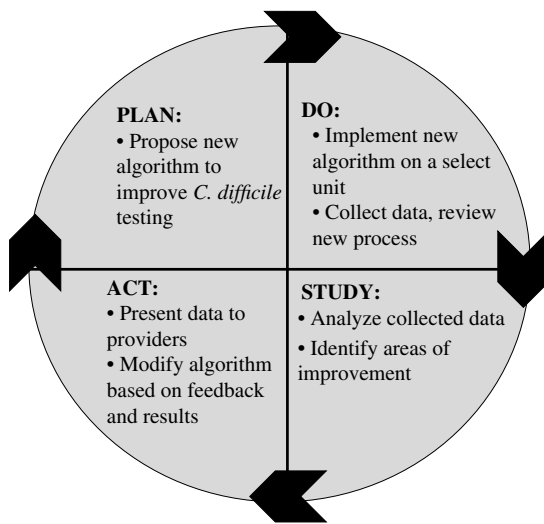 PLAN:
• Propose new
algorithm to
improve C. difficile
testing
DO:
• Implement new
algorithm on a select
unit
• Collect data, review
new process
ACT:
• Present data to
providers
• Modify algorithm
based on feedback
and results
STUDY:
• Analyze collected data
• Identify areas of
improvement